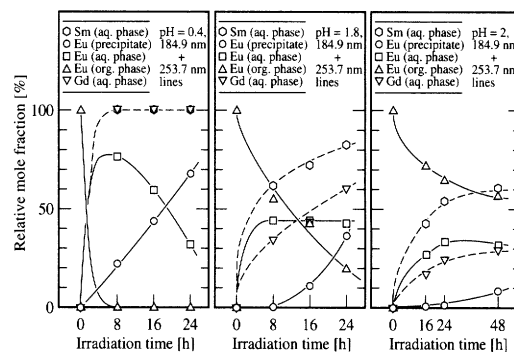 Sm (aq. phase) pH = 0.4,
Eu (precipitate) 184.9 nm
Eu (aq. phase) +
Eu (org. phase) 253.7 nm
Gd (aq. phase) lines
Sm (aq. phase) pH = 1.8,
Eu (precipitate) 184.9 nm
Eu (aq. phase) +
Eu (org. phase) 253.7 nm
Gd (aq. phase) lines
Sm (aq. phase) pH = 2,
Eu (precipitate) 184.9 nm
Eu (aq. phase) +
Eu (org. phase) 253.7 nm
Gd (aq. phase) lines
Relative mole fraction [%]
100
50
0
0 8 16 24
Irradiation time [h]
0 8 16 24
Irradiation time [h]
0 16 24 48
Irradiation time [h]